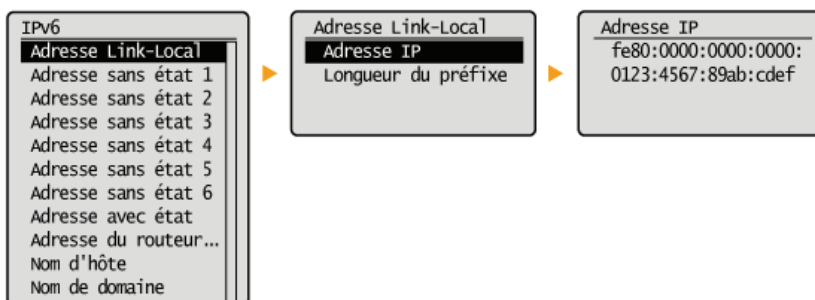 IPv6
Adresse Link-Local
Adresse sans état 1
Adresse sans état 2
Adresse sans état 3
Adresse sans état 4
Adresse sans état 5
Adresse sans état 6
Adresse avec état
Adresse du routeur...
Nom d'hôte
Nom de domaine
Adresse Link-Local
Adresse IP
Longueur du préfixe
Adresse IP
fe80:0000:0000:0000:
0123:4567:89ab:cdef